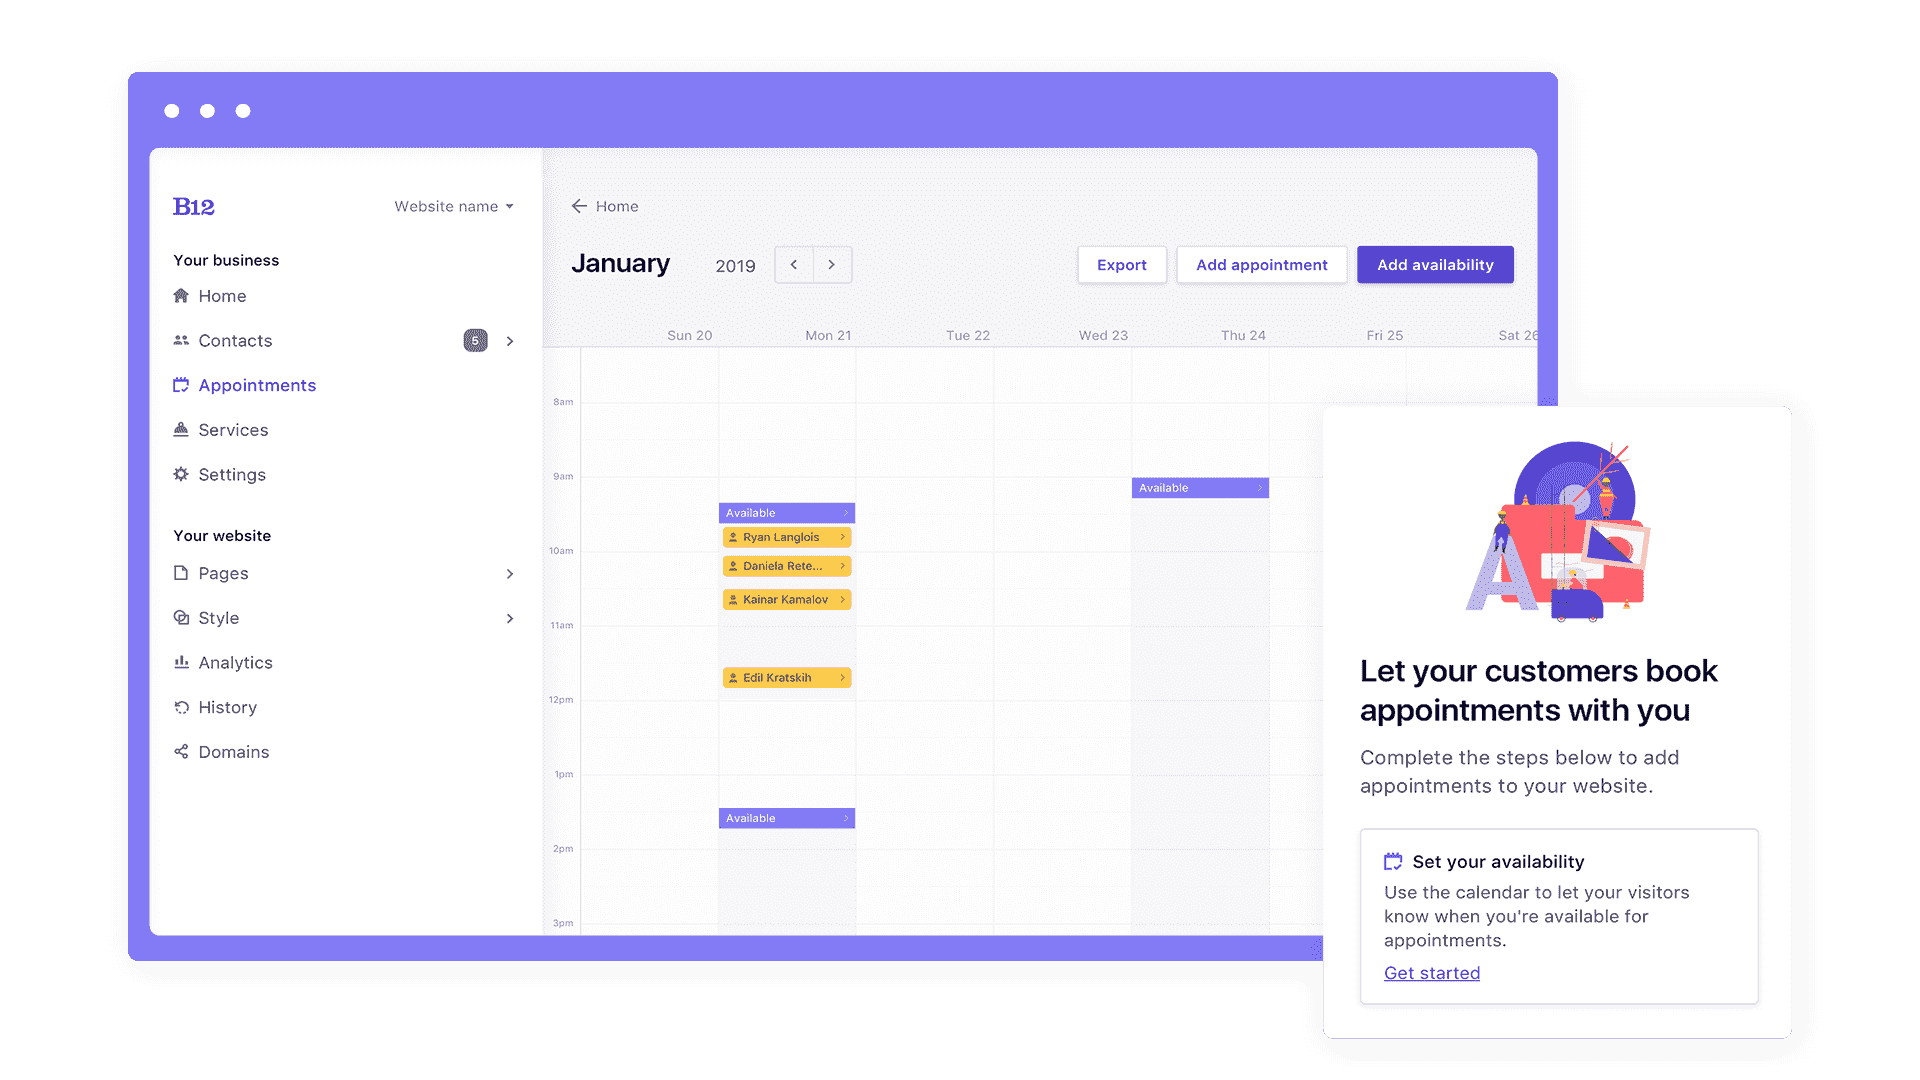 B12
Website name
Your business
Home
Contacts
5
Appointments
Services
Settings
Your website
Pages
Style
Analytics
History
Domains
Home
January
2019
Export
Add appointment
Add availability
Sun 20
Mon 21
Tue 22
Wed 23
Thu 24
Fri 25
Sat 26
8am
9am
10am
11am
12pm
1pm
2pm
3pm
Available
Ryan Langlois
Daniela Rete...
Kainar Kamalov
Edil Kratskih
Available
Available
A
Let your customers book
appointments with you
Complete the steps below to add
appointments to your website.
Set your availability
Use the calendar to let your visitors
know when you're available for
appointments.
Get started